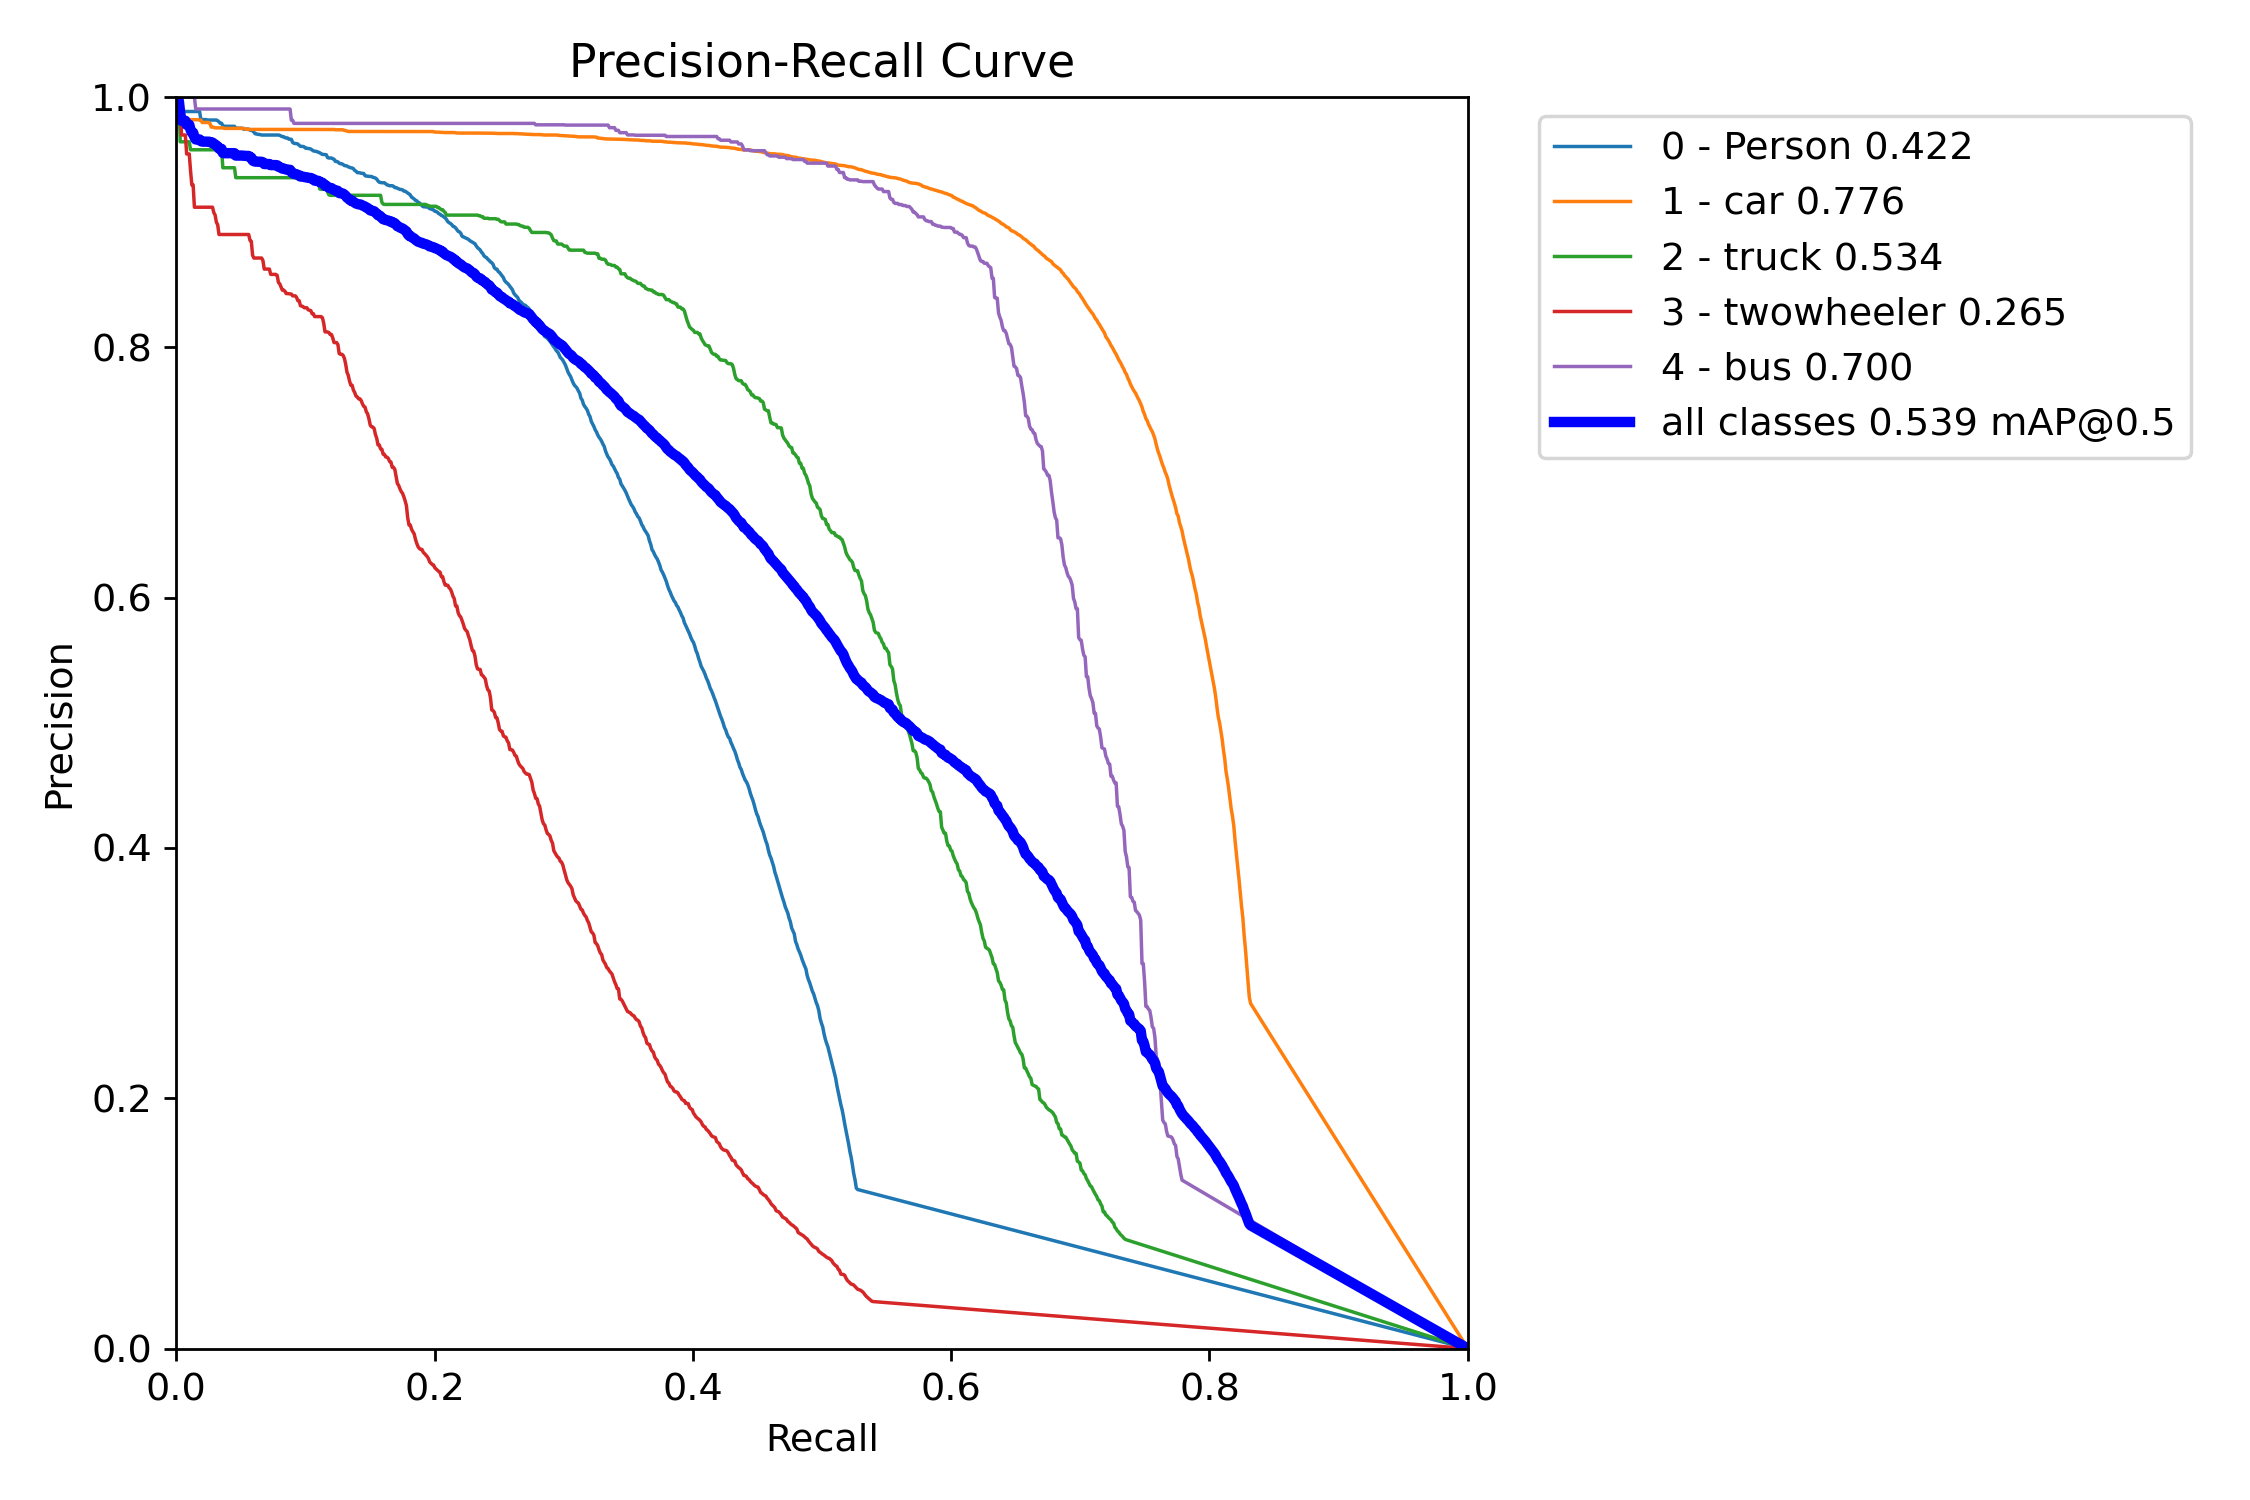 Precision-Recall Curve
1.0
0.8
0.6
0.4
0.2
0.0
Precision
0.0 0.2 0.4 0.6 0.8 1.0
Recall
0 - Person 0.422
1 - car 0.776
2 - truck 0.534
3 - twowheeler 0.265
4 - bus 0.700
all classes 0.539 mAP@0.5